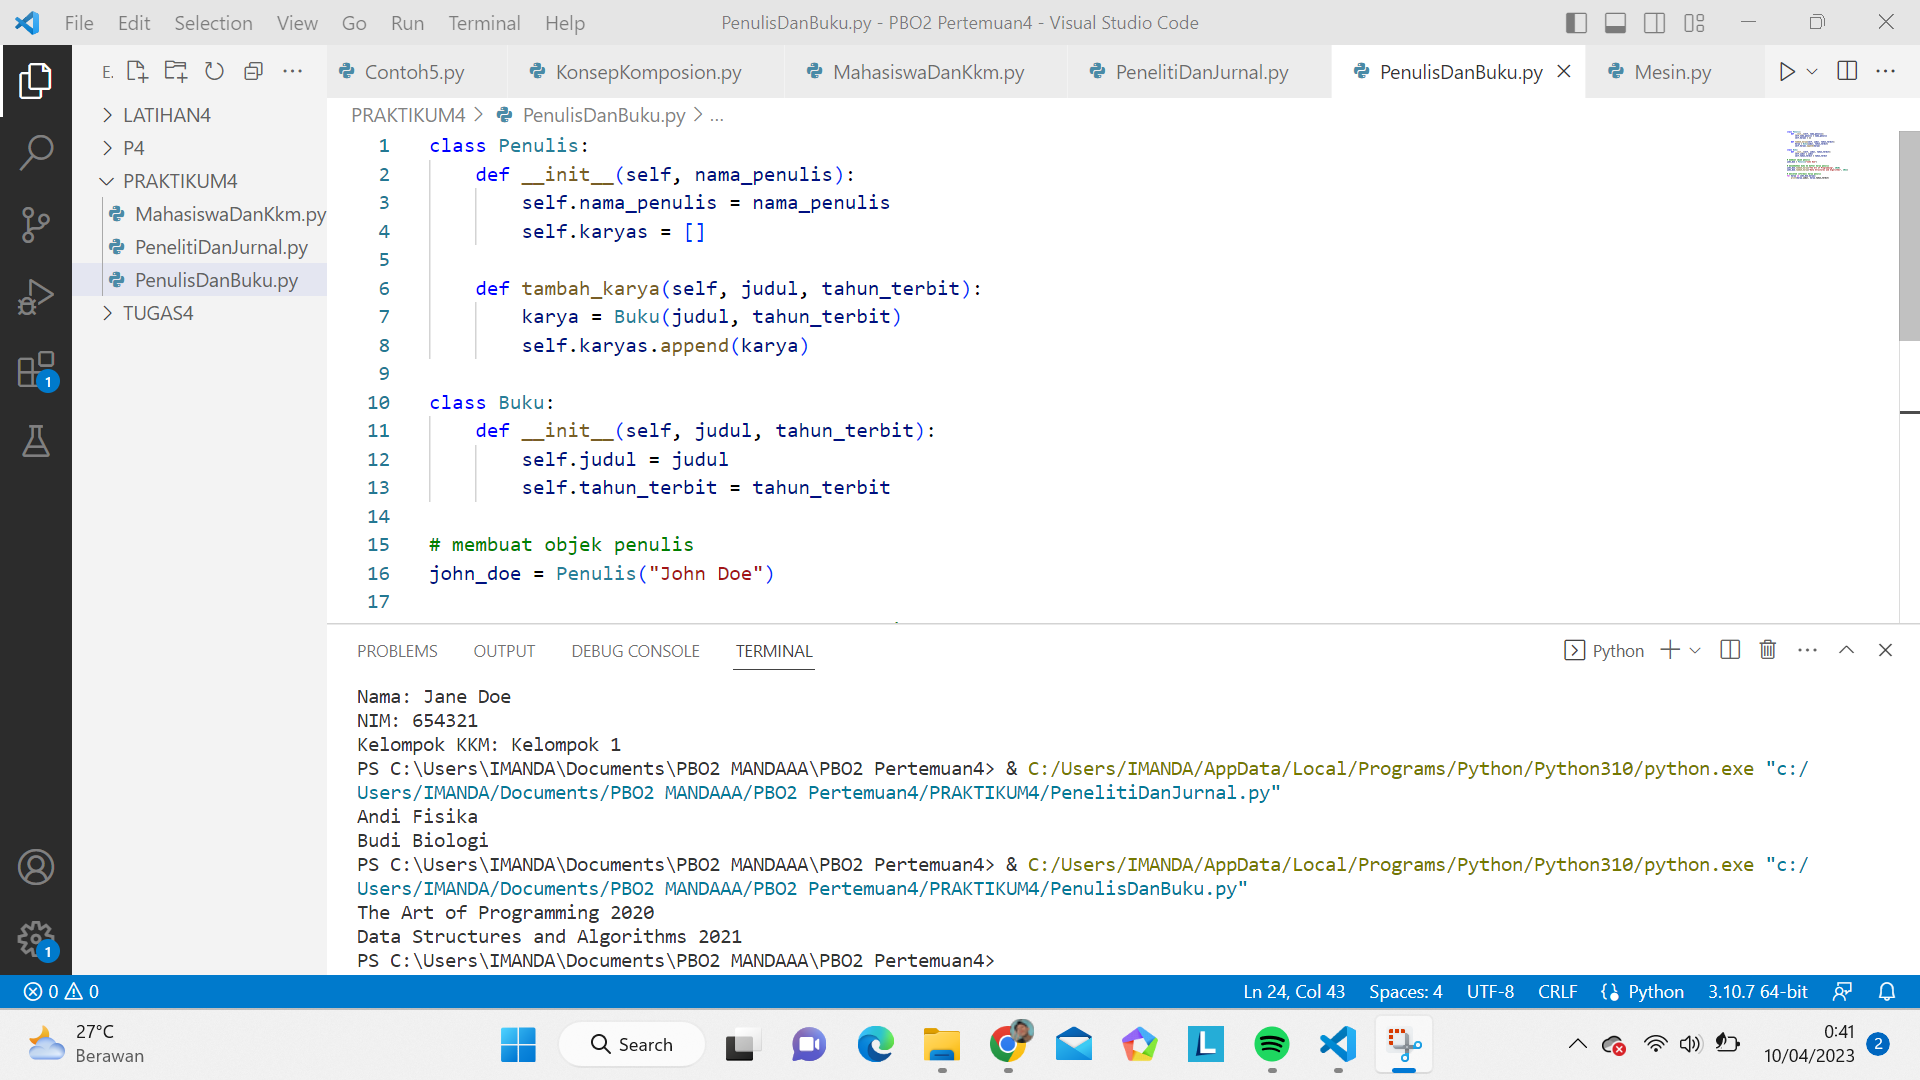 File Edit Selection View Go Run Terminal Help PenulisDanBuku.py - PBO2 Pertemuan4 - Visual Studio Code
E.
Contoh5.py KonsepKomposion.py MahasiswaDanKkm.py PenelitiDanJurnal.py PenulisDanBuku.py Mesin.py
LATIHAN4
P4
PRAKTIKUM4
MahasiswaDanKkm.py
PenelitiDanJurnal.py
PenulisDanBuku.py
TUGAS4
PRAKTIKUM4 > PenulisDanBuku.py > ...
1 class Penulis:
2 def __init__(self, nama_penulis):
3 self.nama_penulis = nama_penulis
4 self.karyas = []
5
6 def tambah_karya(self, judul, tahun_terbit):
7 karya = Buku(judul, tahun_terbit)
8 self.karyas.append(karya)
9
10 class Buku:
11 def __init__(self, judul, tahun_terbit):
12 self.judul = judul
13 self.tahun_terbit = tahun_terbit
14
15 # membuat objek penulis
16 john_doe = Penulis("John Doe")
17
PROBLEMS OUTPUT DEBUG CONSOLE TERMINAL Python
Nama: Jane Doe
NIM: 654321
Kelompok KKM: Kelompok 1
PS C:\Users\IMANDA\Documents\PBO2 MANDAAA\PBO2 Pertemuan4> & C:/Users/IMANDA/AppData/Local/Programs/Python/Python310/python.exe "c:/
Users/IMANDA/Documents/PBO2 MANDAAA/PBO2 Pertemuan4/PRAKTIKUM4/PenelitiDanJurnal.py"
Andi Fisika
Budi Biologi
PS C:\Users\IMANDA\Documents\PBO2 MANDAAA\PBO2 Pertemuan4> & C:/Users/IMANDA/AppData/Local/Programs/Python/Python310/python.exe "c:/
Users/IMANDA/Documents/PBO2 MANDAAA/PBO2 Pertemuan4/PRAKTIKUM4/PenulisDanBuku.py"
The Art of Programming 2020
Data Structures and Algorithms 2021
PS C:\Users\IMANDA\Documents\PBO2 MANDAAA\PBO2 Pertemuan4>
1
1
0 0 Ln 24, Col 43 Spaces: 4 UTF-8 CRLF Python 3.10.7 64-bit
27°C
Berawan
Search
L
0:41
10/04/2023
2